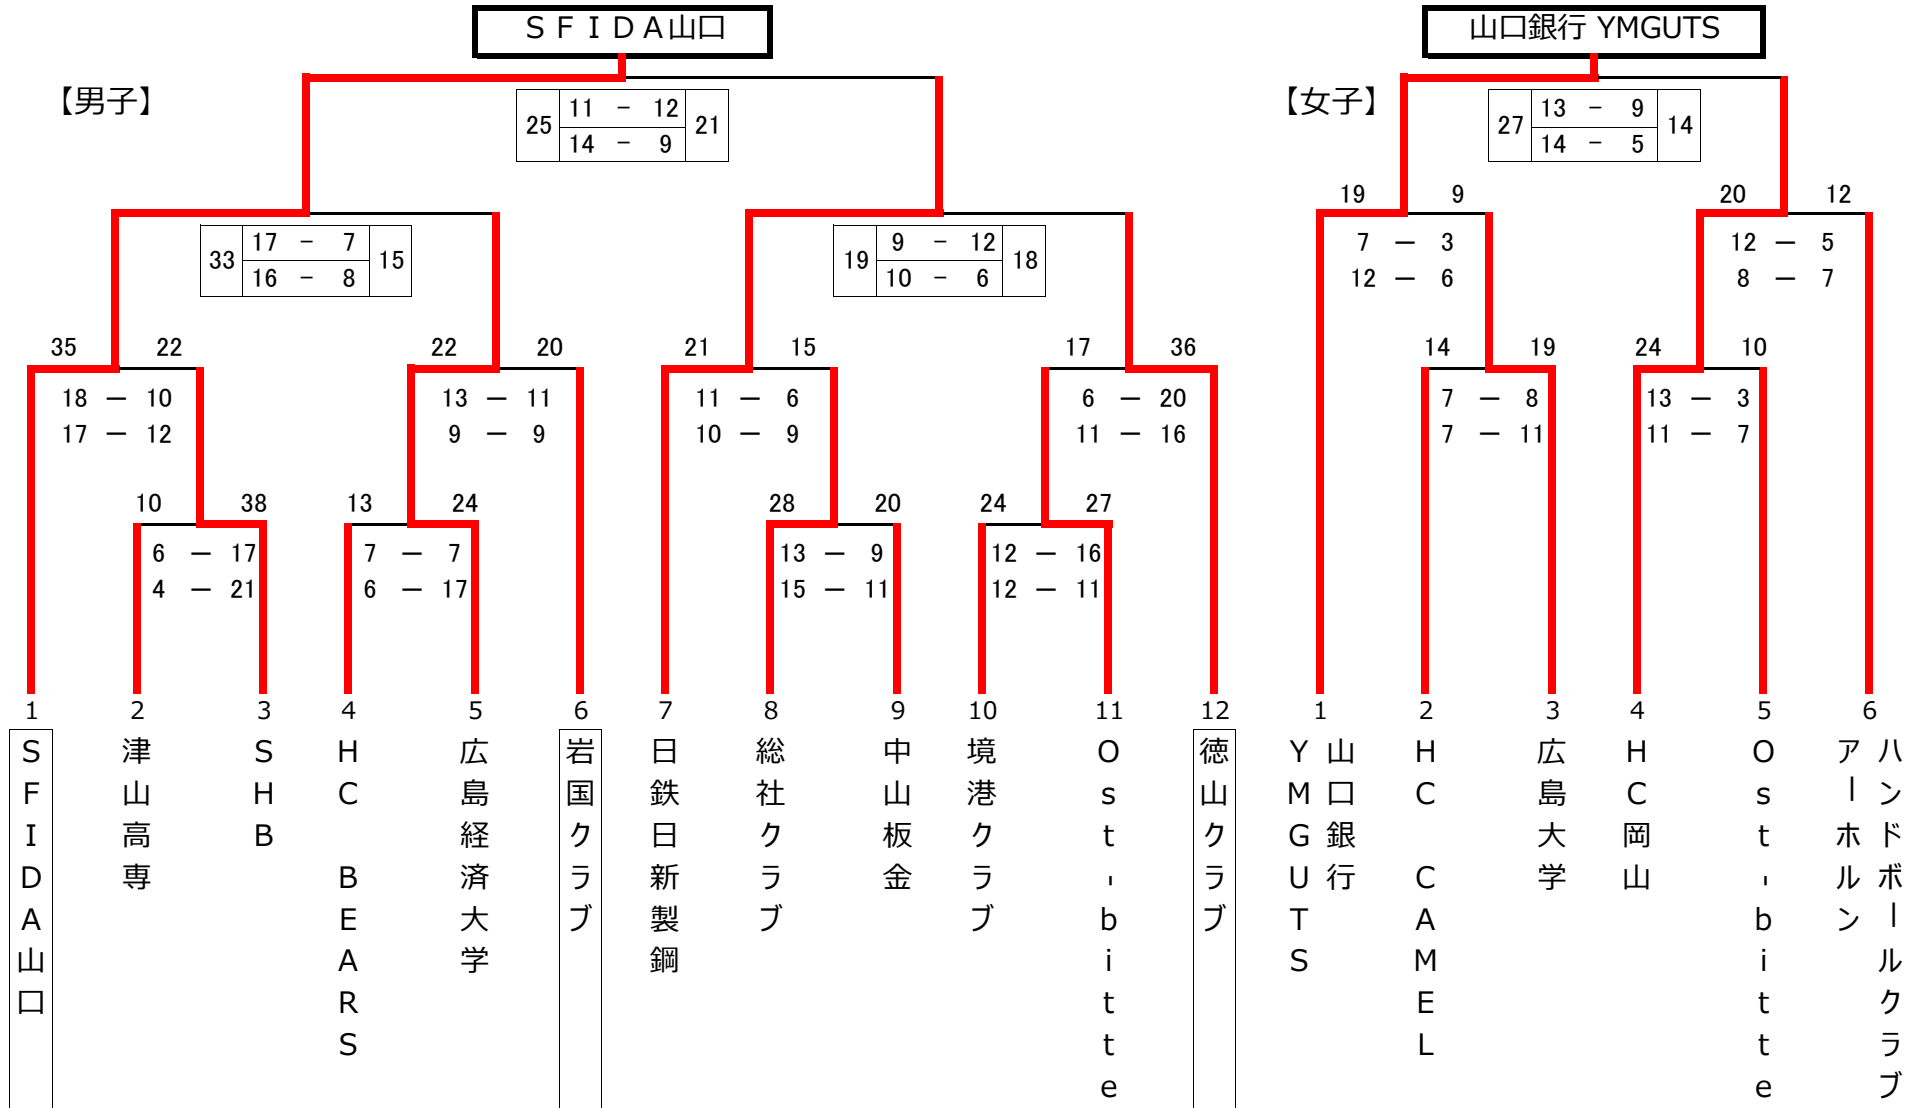 ＳＦＩＤＡ山口
山口銀行 YMGUTS
【男子】
【女子】
25 11 － 12 21
14 － 9
27 13 － 9 14
14 － 5
19 9
20 12
33 17 － 7 15
16 － 8
19 9 － 12 18
10 － 6
7 － 3
12 － 6
12 － 5
8 － 7
35 22
22 20
21 15
17 36
14 19
24 10
18 － 10
17 － 12
13 － 11
9 － 9
11 － 6
10 － 9
6 － 20
11 － 16
7 － 8
7 － 11
13 － 3
11 － 7
10 38
13 24
28 20
24 27
6 － 17
4 － 21
7 － 7
6 － 17
13 － 9
15 － 11
12 － 16
12 － 11
1
ＳＦＩＤＡ山口
2
津山高専
3
ＳＨＢ
4
ＨＣ　ＢＥＡＲＳ
5
広島経済大学
6
岩国クラブ
7
日鉄日新製鋼
8
総社クラブ
9
中山板金
10
境港クラブ
11
Ｏｓｔ-ｂｉｔｔｅ
12
徳山クラブ
1
山口銀行
ＹＭＧＵＴＳ
2
ＨＣ　ＣＡＭＥＬ
3
広島大学
4
ＨＣ岡山
5
Ｏｓｔ-ｂｉｔｔｅ
6
ハンドボールクラブ
アーホルン